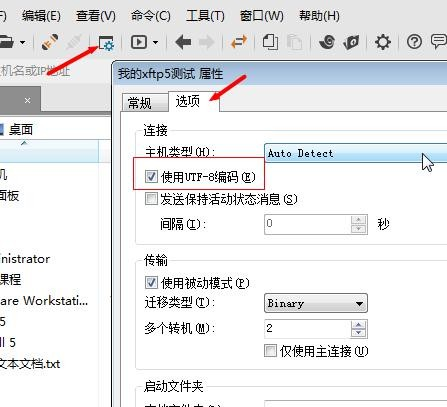 (F) 编辑(E) 查看(V) 命令(C) 工具(T) 窗口(W) 帮助(H)
机名或IP地址
我的xftp5测试 属性
常规 选项
桌面
连接
主机类型(H): Auto Detect
机
使用UTF-8编码(E)
面板
发送保持活动状态消息(S)
间隔(I): 0 秒
ninistrator
传输
课程
使用被动模式(E)
are Workstati...
迁移类型(T): Binary
5
多个转机(M): 2
ll 5
仅使用主连接(U)
文本文档.txt
启动文件夹